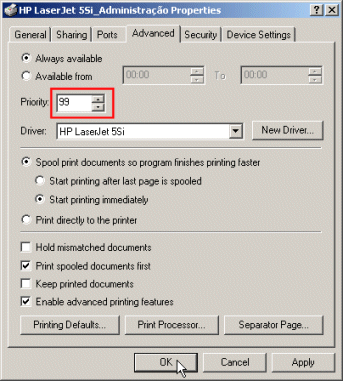 HP LaserJet 5Si_Administração Properties
General Sharing Ports Advanced Security Device Settings
Always available
Available from 00:00 To 00:00
Priority: 99
Driver: HP LaserJet 5Si New Driver...
Spool print documents so program finishes printing faster
Start printing after last page is spooled
Start printing immediately
Print directly to the printer
Hold mismatched documents
Print spooled documents first
Keep printed documents
Enable advanced printing features
Printing Defaults... Print Processor... Separator Page...
OK Cancel Apply